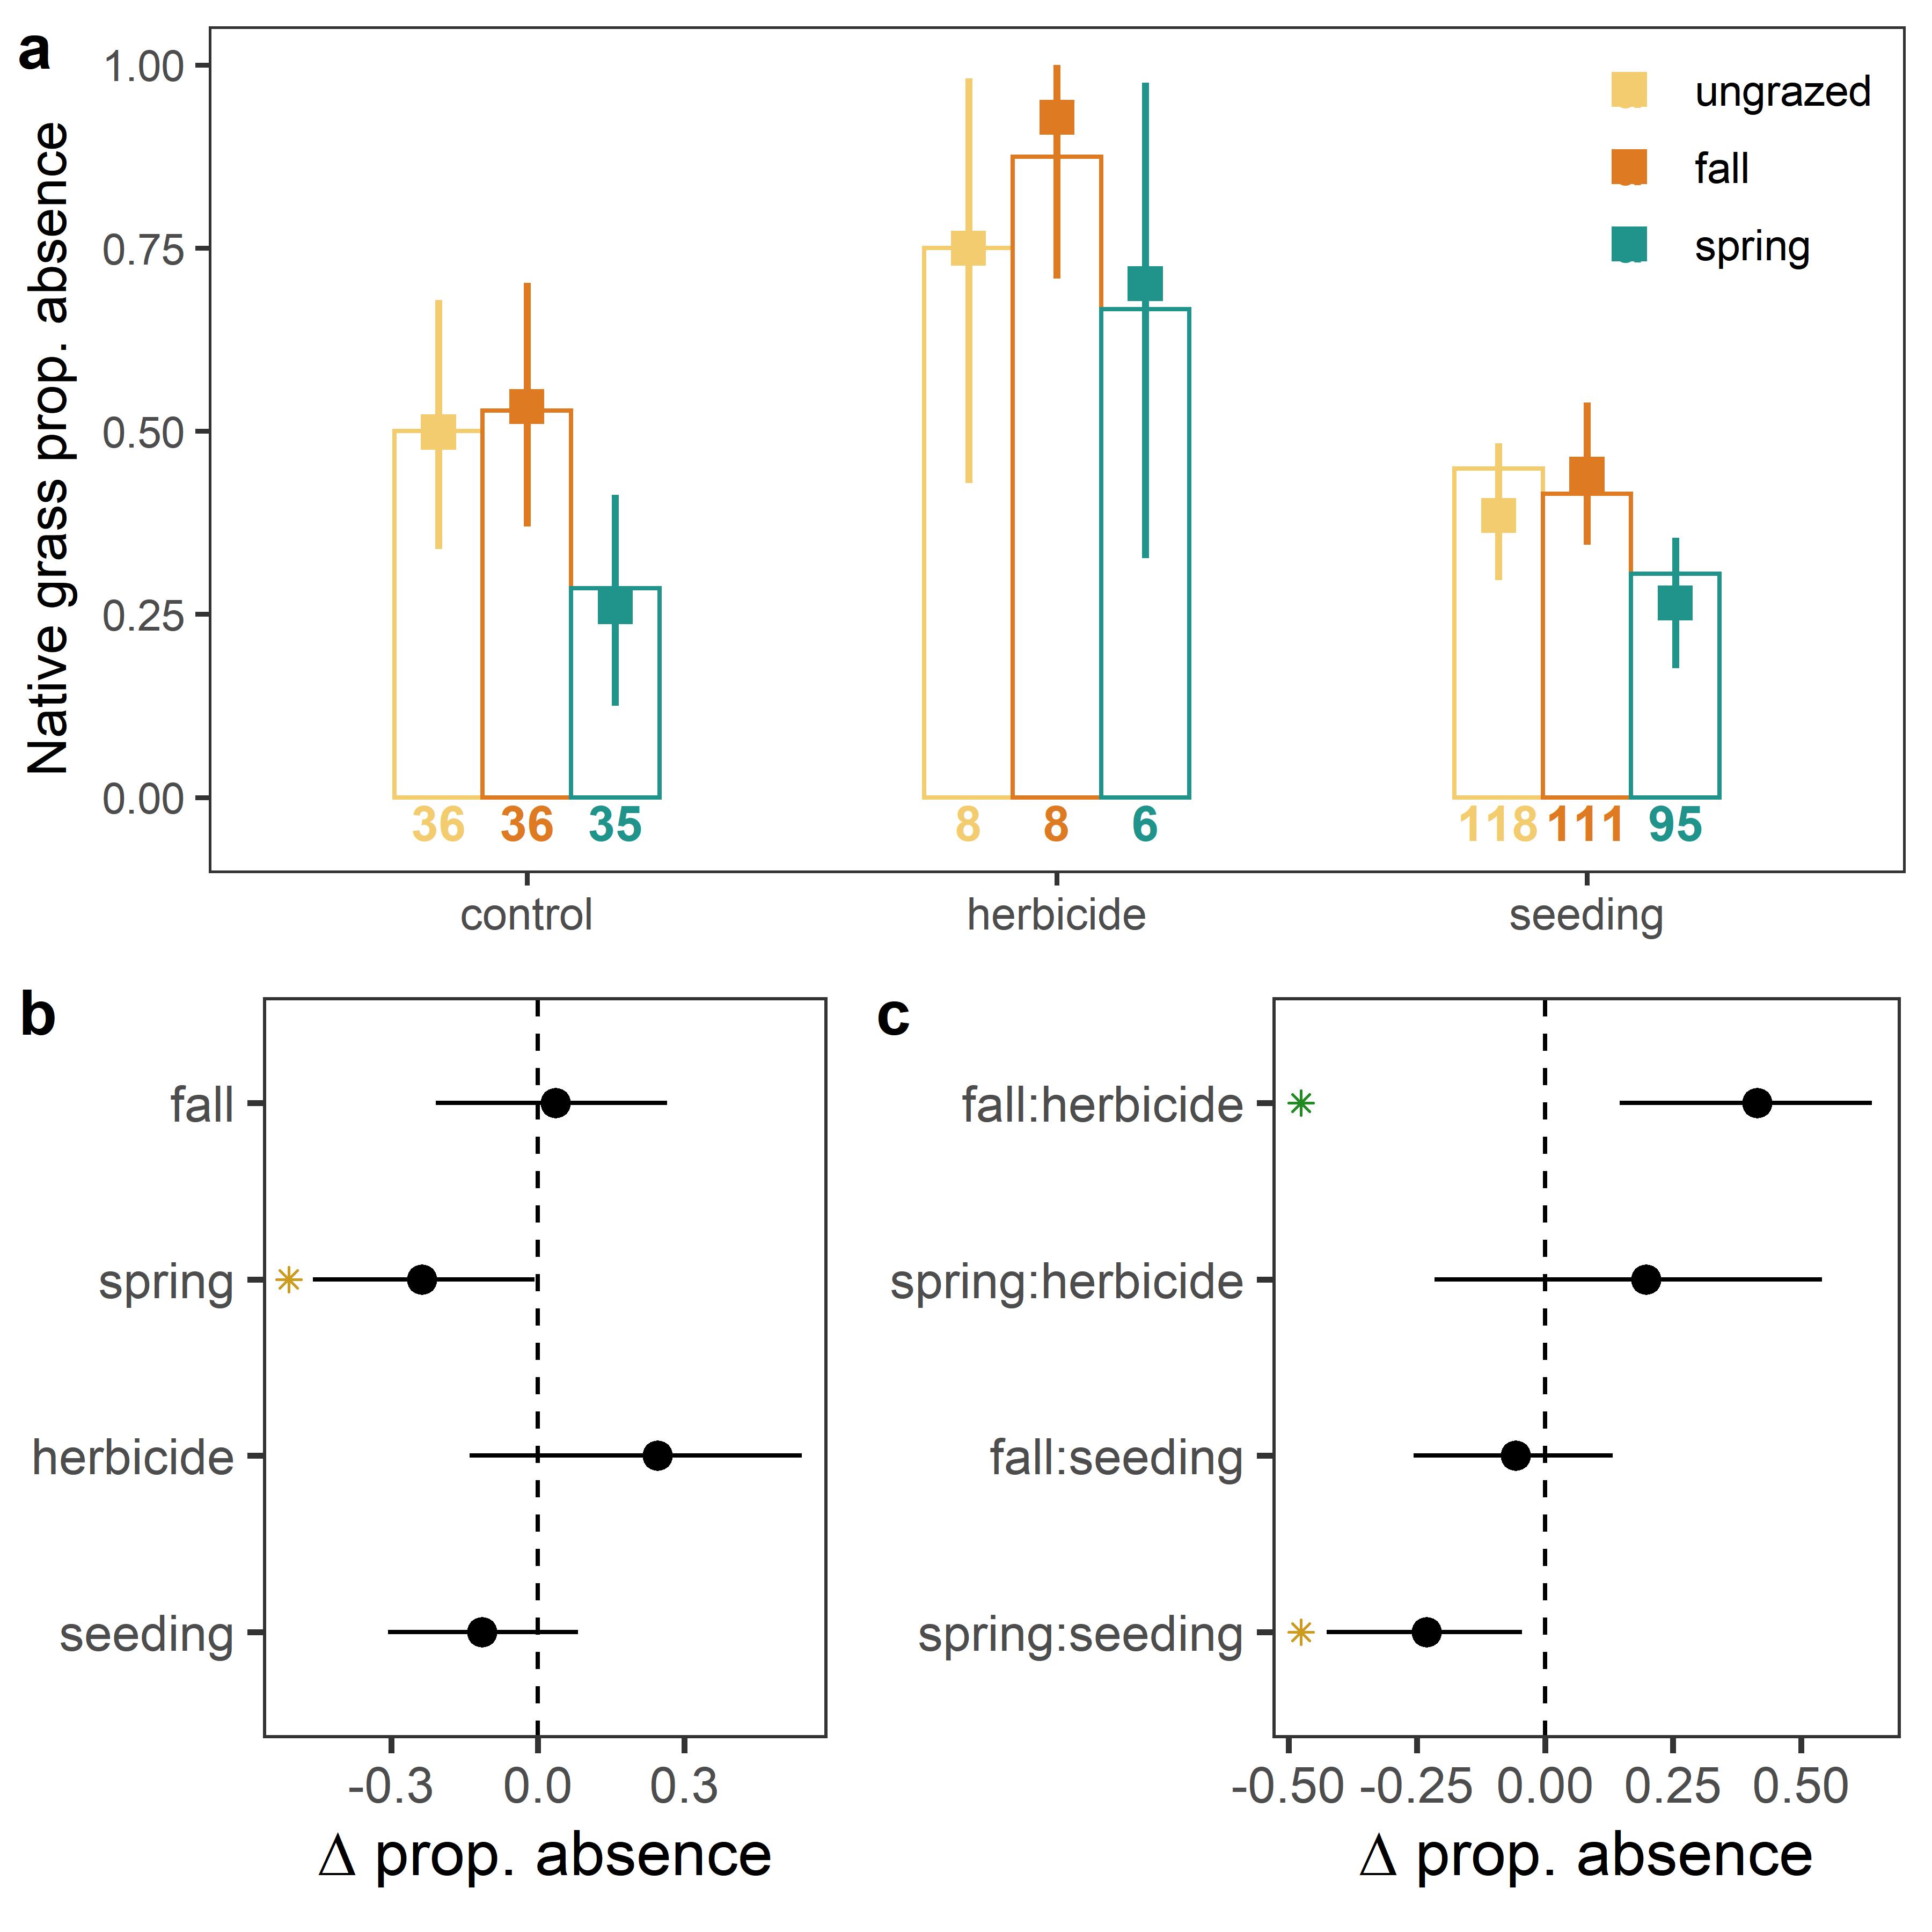 a
Native grass prop. absence
1.00
0.75
0.50
0.25
0.00
ungrazed
fall
spring
36 36 35
8 8 6
118 111 95
control
herbicide
seeding
b
fall
spring
herbicide
seeding
-0.3 0.0 0.3
Δ prop. absence
c
fall:herbicide
spring:herbicide
fall:seeding
spring:seeding
-0.50 -0.25 0.00 0.25 0.50
Δ prop. absence